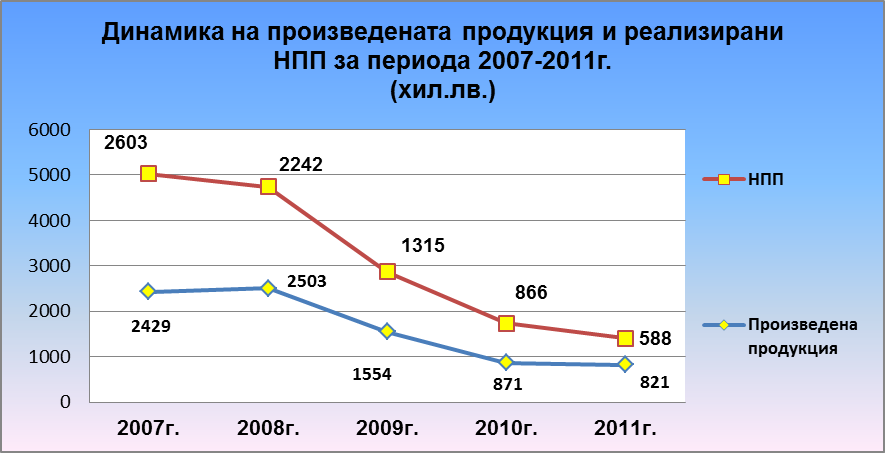 Динамика на произведената продукция и реализирани
НПП за периода 2007-2011г.
(хил.лв.)
6000
5000
4000
3000
2000
1000
0
2603
2242
1315
866
588
2429
2503
1554
871
821
2007г.
2008г.
2009г.
2010г.
2011г.
НПП
Произведена
продукция